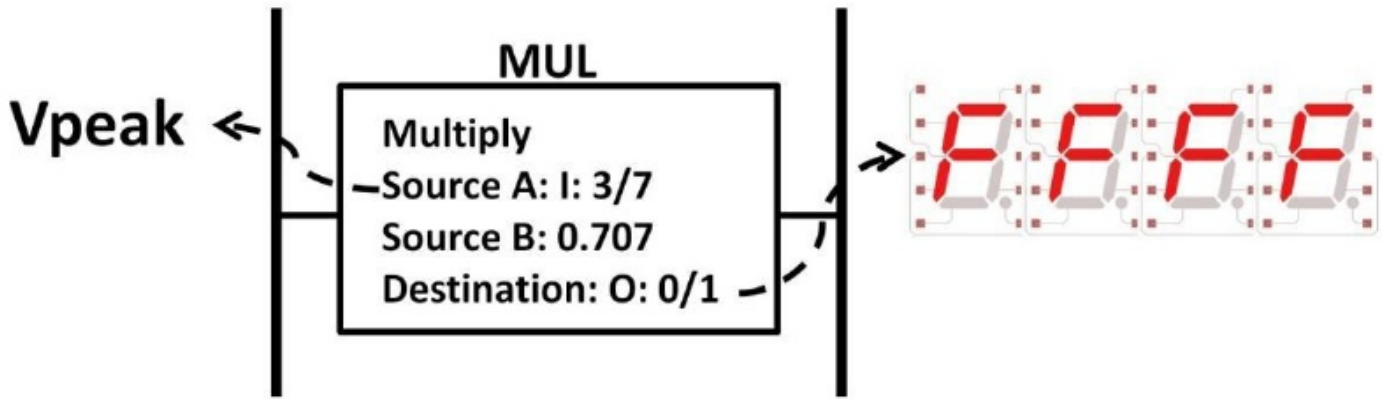 MUL
Vpeak
Multiply
Source A: I: 3/7
Source B: 0.707
Destination: O: 0/1
FFFF